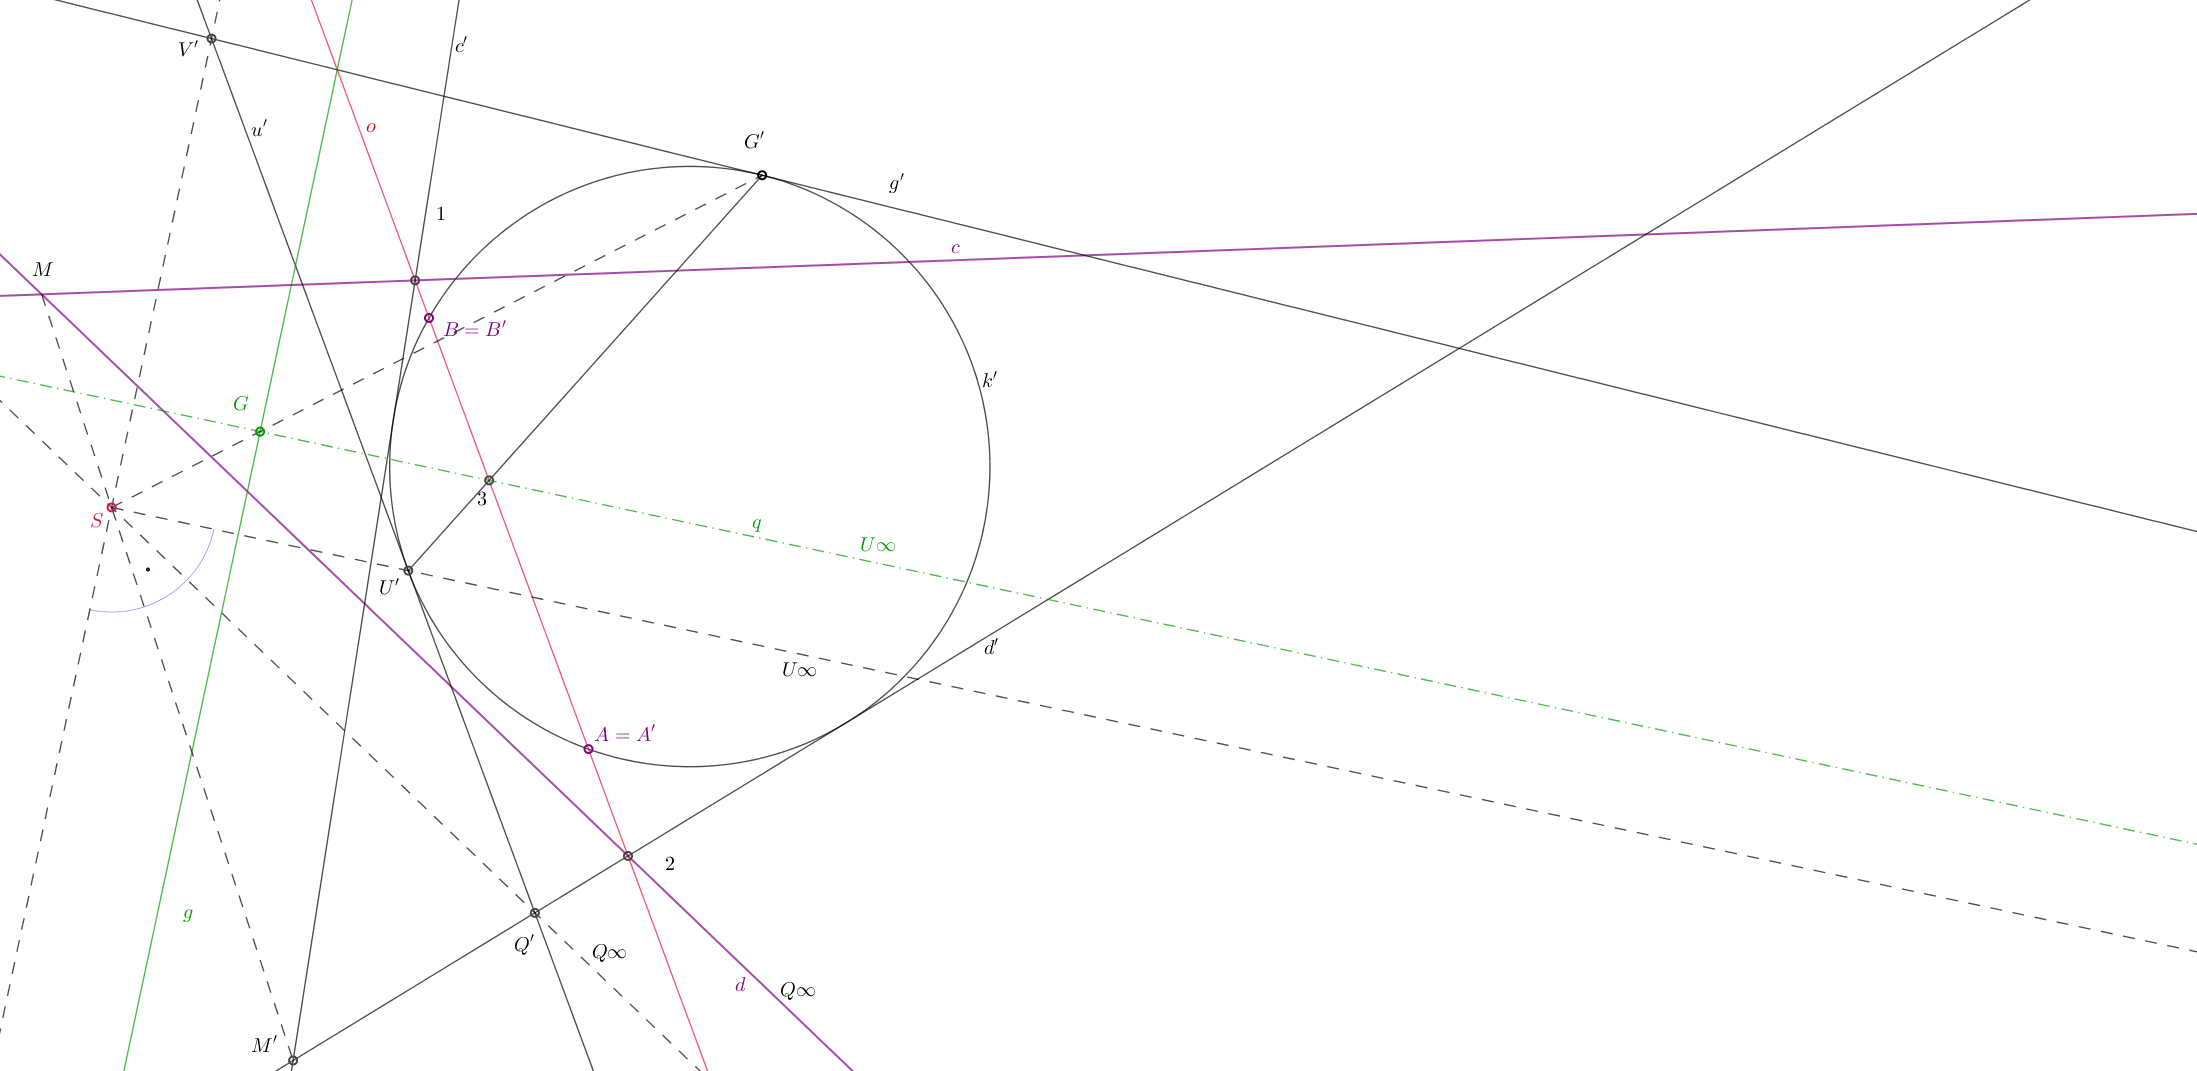 V'
c'
u'
o
G'
g'
1
c
M
B = B'
k'
G
3
S
q
U∞
U'
d'
U∞
A = A'
2
g
Q'
Q∞
d
Q∞
M'